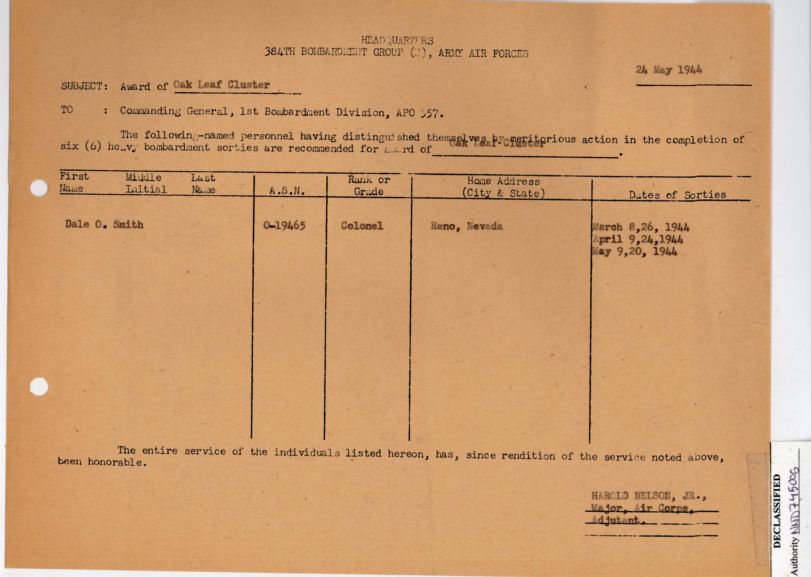 HEADQUARTERS
384TH BOMBARDMENT GROUP (H), ARMY AIR FORCES
24 May 1944
SUBJECT: Award of Oak Leaf Cluster
TO : Commanding General, 1st Bombardment Division, APO 557.
The following-named personnel having distinguished themselves by meritorious action in the completion of
six (6) heavy bombardment sorties are recommended for award of Oak Leaf Cluster.
First Name Middle Initial Last Name A.S.N. Rank or Grade Home Address (City & State) Dates of Sorties
Dale O. Smith O-19465 Colonel Reno, Nevada March 8,26, 1944
April 9,24,1944
May 9,20, 1944
The entire service of the individuals listed hereon, has, since rendition of the service noted above,
been honorable.
HAROLD NELSON, JR.,
Major, Air Corps,
Adjutant.
DECLASSIFIED
Authority NND745005